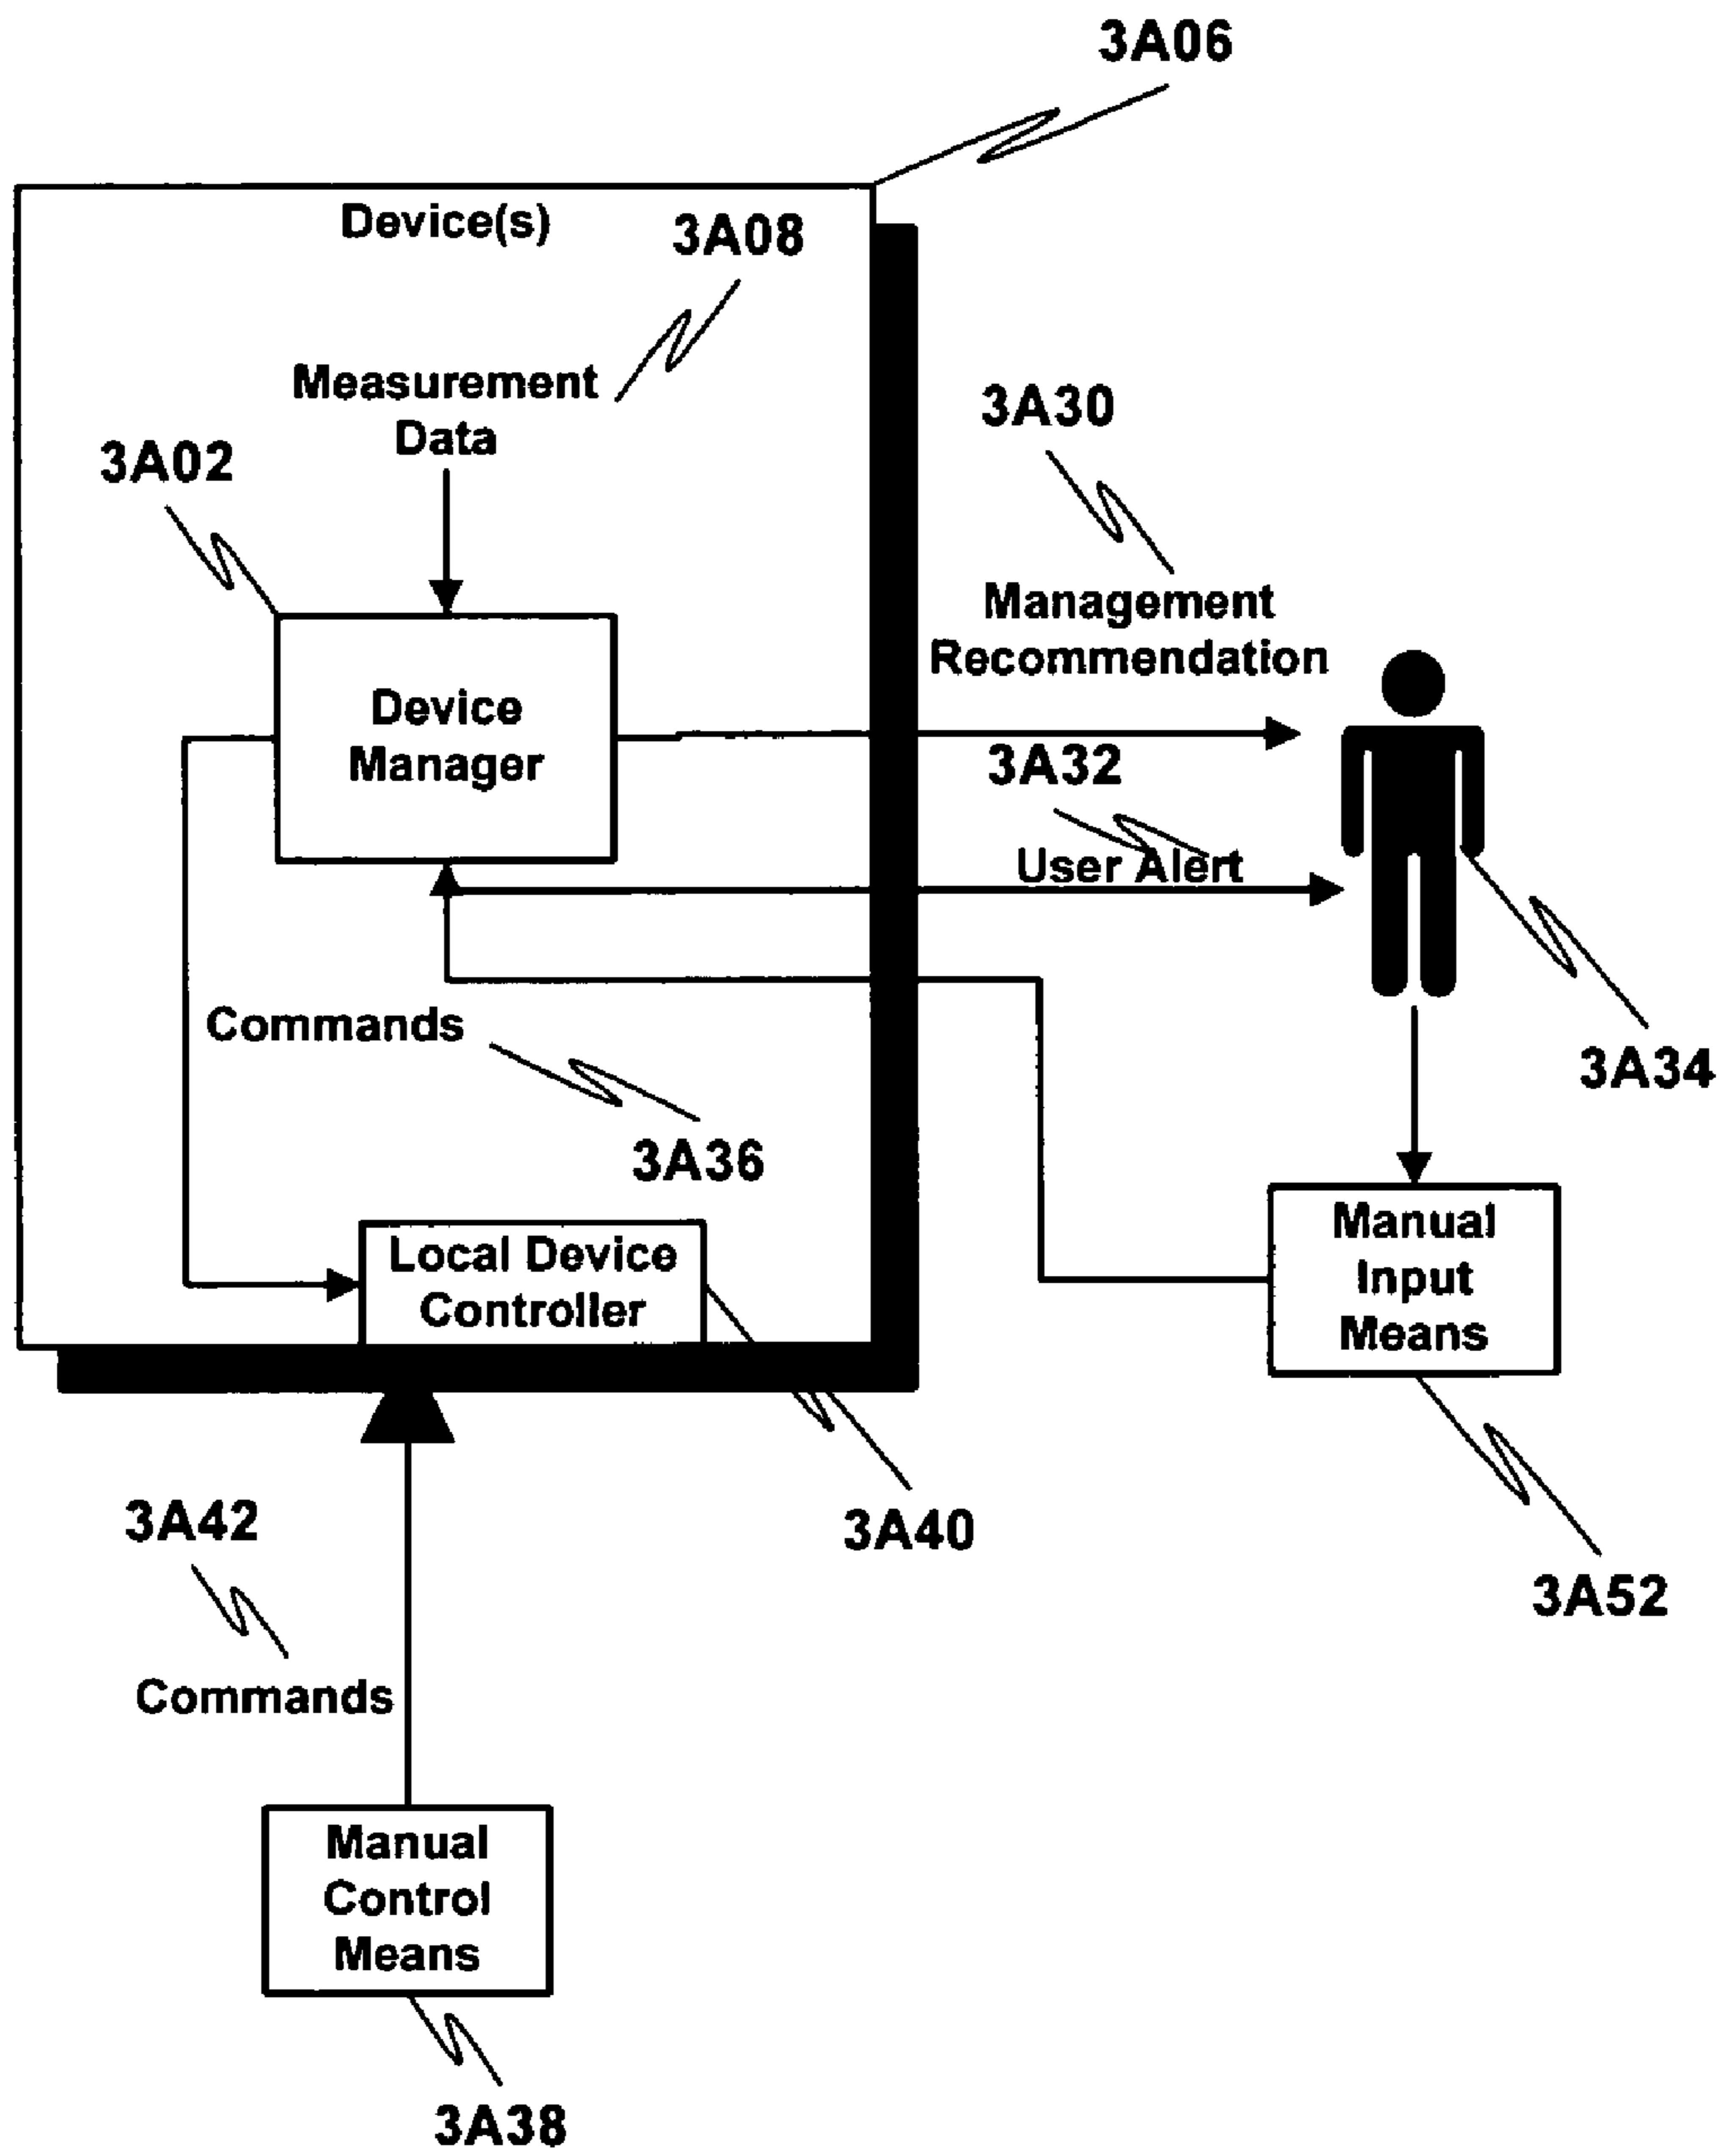 3A06
Device(s)
3A08
Measurement
Data
3A02
3A30
Management
Recommendation
Device
Manager
3A32
User Alert
Commands
3A34
3A36
Manual
Input
Means
Local Device
Controller
3A42
3A40
3A52
Commands
Manual
Control
Means
3A38